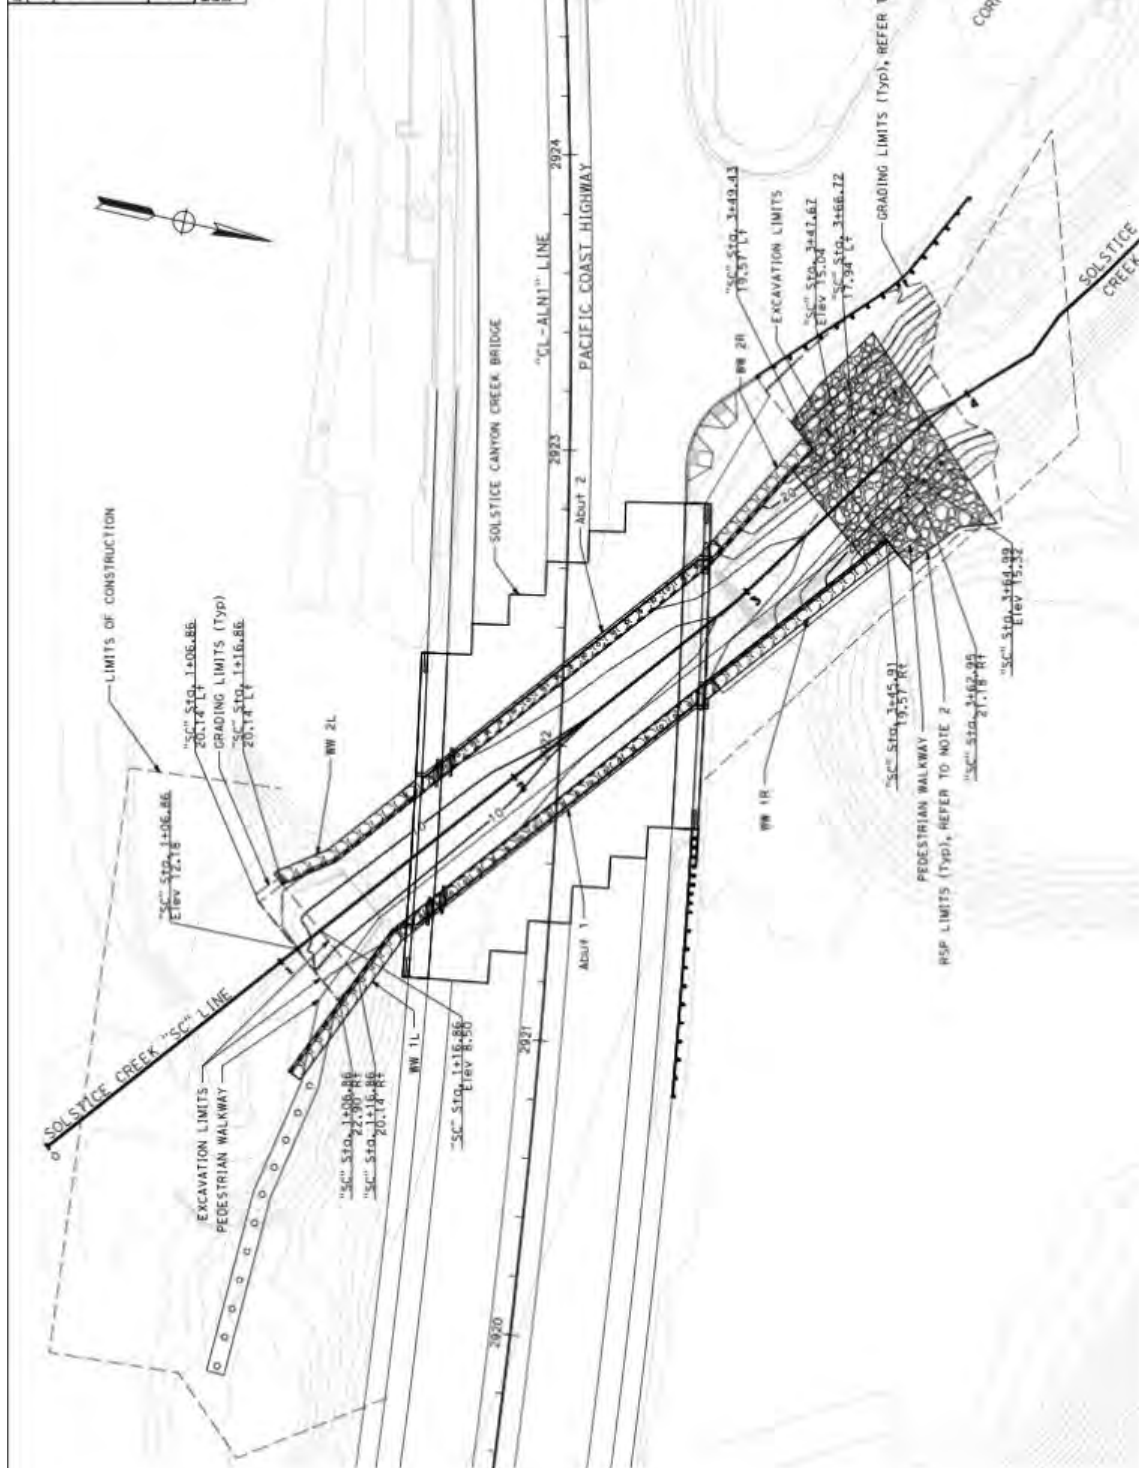 LIMITS OF CONSTRUCTION
"SC" Sta. 1+06.86
20.14 Lt
GRADING LIMITS (Typ)
"SC" Sta. 1+16.86
20.14 Lt
"SC" Sta. 1+06.86
Elev 12.18
WW 2L
SOLSTICE CREEK "SC" LINE
1
EXCAVATION LIMITS
PEDESTRIAN WALKWAY
"SC" Sta. 1+06.86
22.90 Rt
"SC" Sta. 1+16.86
20.14 Rt
WW 1L
"SC" Sta. 1+16.86
Elev 8.50
SOLSTICE CANYON CREEK BRIDGE
"CL-ALN1" LINE
PACIFIC COAST HIGHWAY
2924
2923
2922
2921
2920
Abut 2
Abut 1
10
10
2
3
20
4
WW 2R
"SC" Sta. 3+49.43
19.57 Lt
EXCAVATION LIMITS
"SC" Sta. 3+47.67
Elev 15.04
"SC" Sta. 3+66.72
17.94 Lt
GRADING LIMITS (Typ), REFER
SOLSTICE
CREEK
WW 1R
"SC" Sta. 3+45.91
19.57 Rt
PEDESTRIAN WALKWAY
RSP LIMITS (Typ), REFER TO NOTE 2
"SC" Sta. 3+62.95
21.18 Rt
"SC" Sta. 3+64.99
Elev 15.32